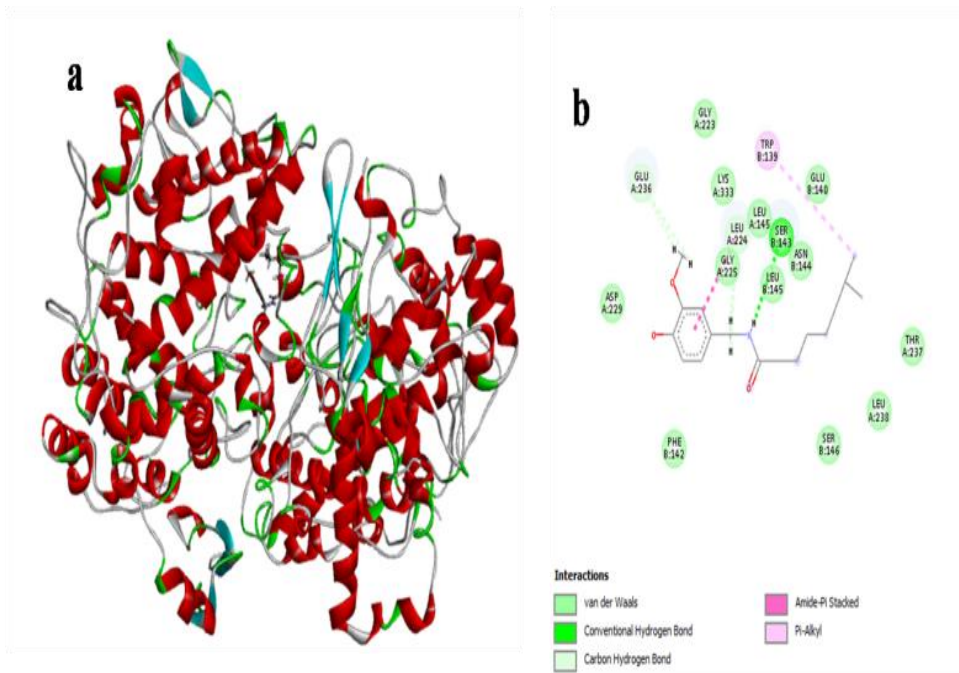 a
b
GLY
A:223
TRP
B:139
GLU
A:236
LYS
A:333
GLU
B:140
LEU
A:145
LEU
A:224
SER
B:143
ASN
B:144
GLY
A:225
LEU
B:145
ASP
A:229
H
H
O
O
H
H
H
N
O
THR
A:237
LEU
A:238
PHE
B:142
SER
B:146
Interactions
van der Waals
Conventional Hydrogen Bond
Carbon Hydrogen Bond
Amide-Pi Stacked
Pi-Alkyl